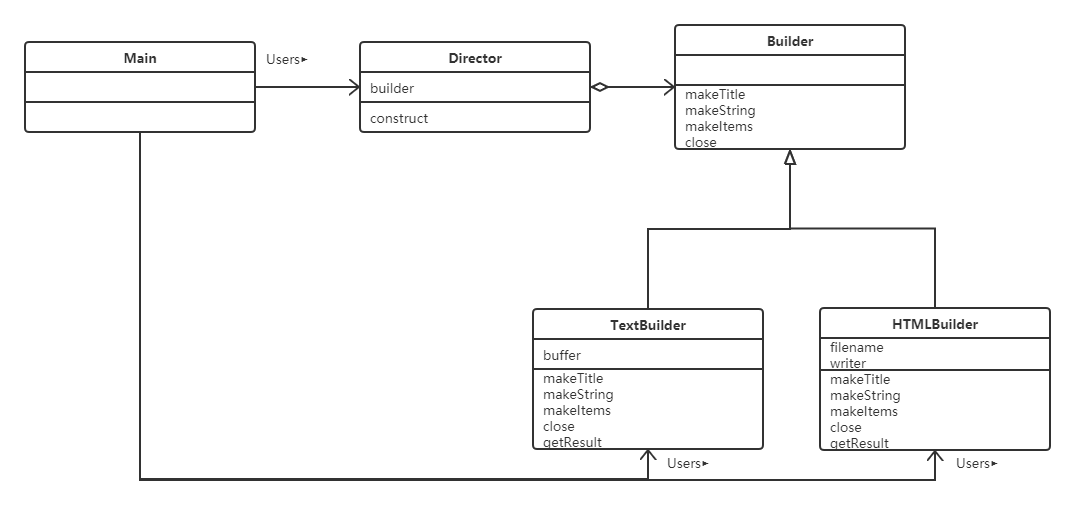 Main
Users▸
Director
builder
construct
Builder
makeTitle
makeString
makeItems
close
TextBuilder
buffer
makeTitle
makeString
makeItems
close
getResult
Users▸
HTMLBuilder
filename
writer
makeTitle
makeString
makeItems
close
getResult
Users▸